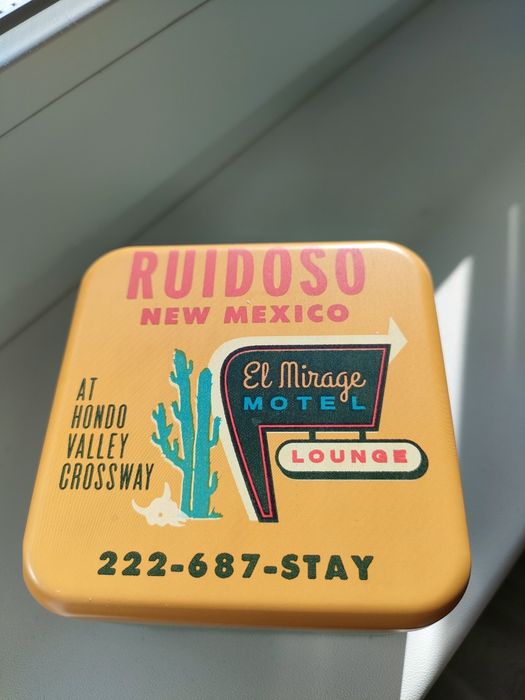 RUIDOSO
NEW MEXICO
El Mirage
MOTEL
LOUNGE
AT
HONDO
VALLEY
CROSSWAY
222-687-STAY